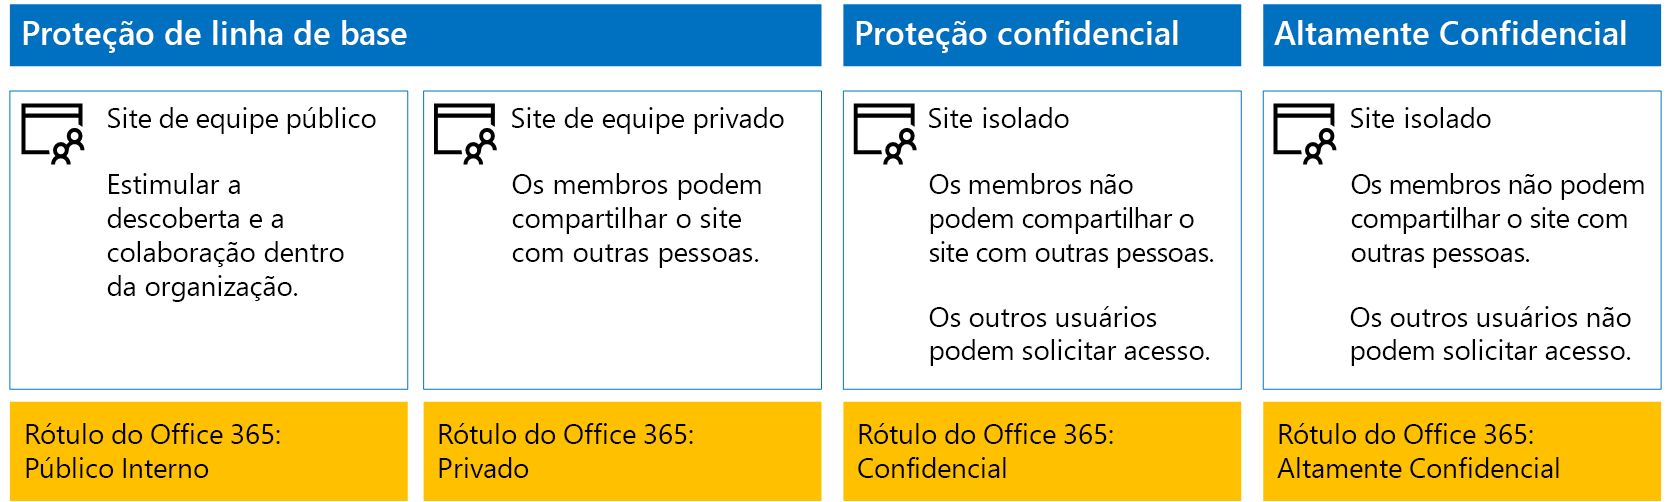 Proteção de linha de base
Proteção confidencial
Altamente Confidencial
Site de equipe público
Estimular a
descoberta e a
colaboração dentro
da organização.
Site de equipe privado
Os membros podem
compartilhar o site
com outras pessoas.
Site isolado
Os membros não
podem compartilhar o
site com outras pessoas.
Os outros usuários
podem solicitar acesso.
Site isolado
Os membros não podem
compartilhar o site com
outras pessoas.
Os outros usuários não
podem solicitar acesso.
Rótulo do Office 365:
Público Interno
Rótulo do Office 365:
Privado
Rótulo do Office 365:
Confidencial
Rótulo do Office 365:
Altamente Confidencial